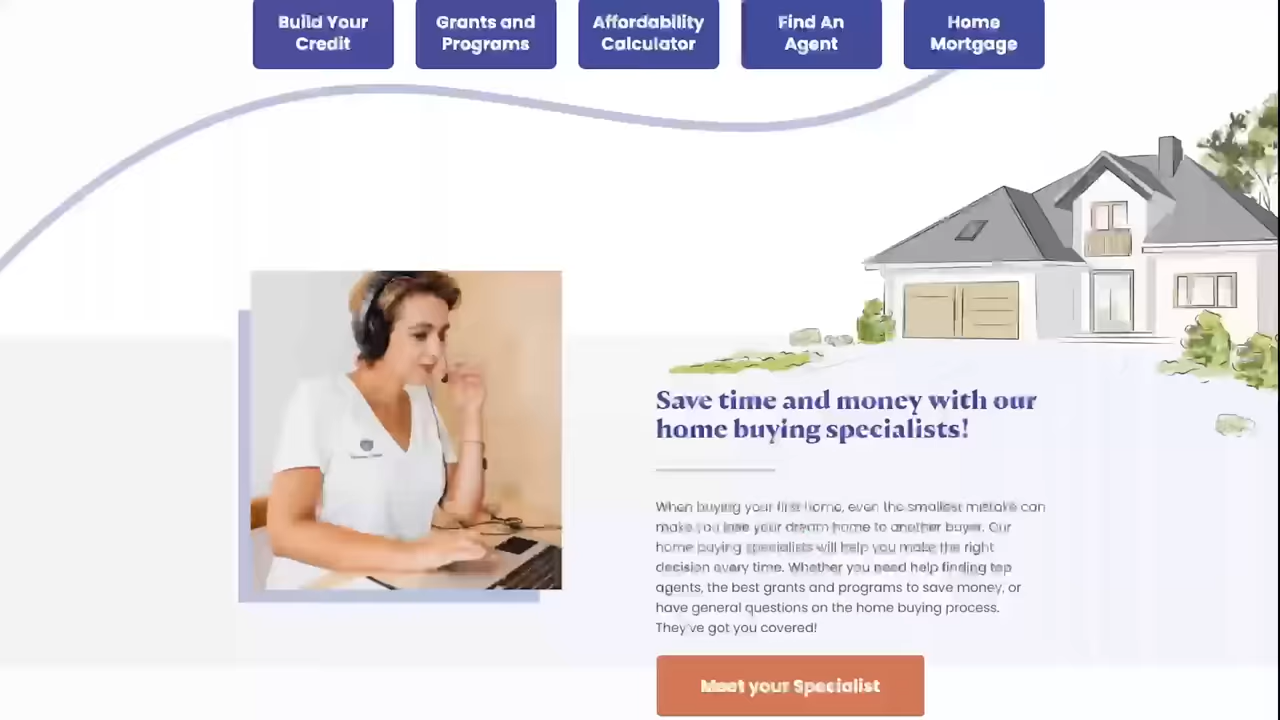 Build Your
Credit
Grants and
Programs
Affordability
Calculator
Find An
Agent
Home
Mortgage
Save time and money with our
home buying specialists!
When buying your first home, even the smallest mistake can
make you lose your dream home to another buyer. Our
home buying specialists will help you make the right
decision every time. Whether you need help finding top
agents, the best grants and programs to save money, or
have general questions on the home buying process.
They've got you covered!
Meet your Specialist